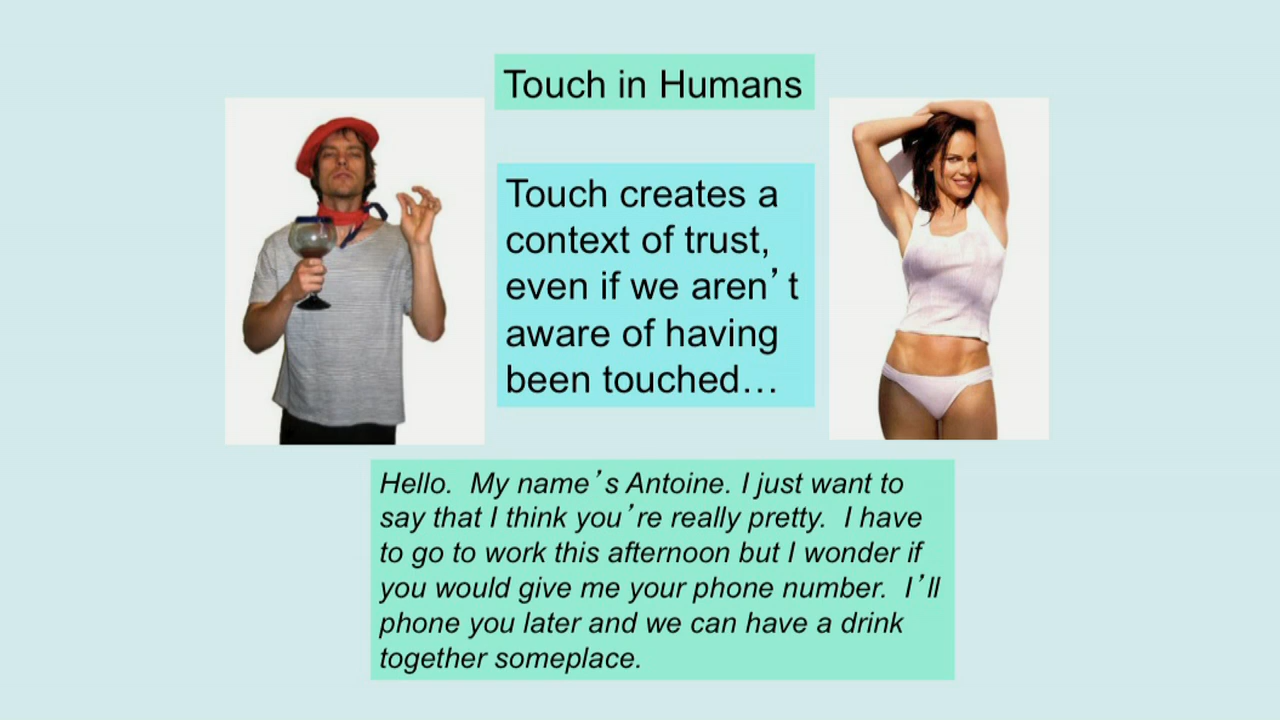 Touch in Humans
Touch creates a
context of trust,
even if we aren’t
aware of having
been touched…
Hello.  My name’s Antoine. I just want to
say that I think you’re really pretty.  I have
to go to work this afternoon but I wonder if
you would give me your phone number.  I’ll
phone you later and we can have a drink
together someplace.